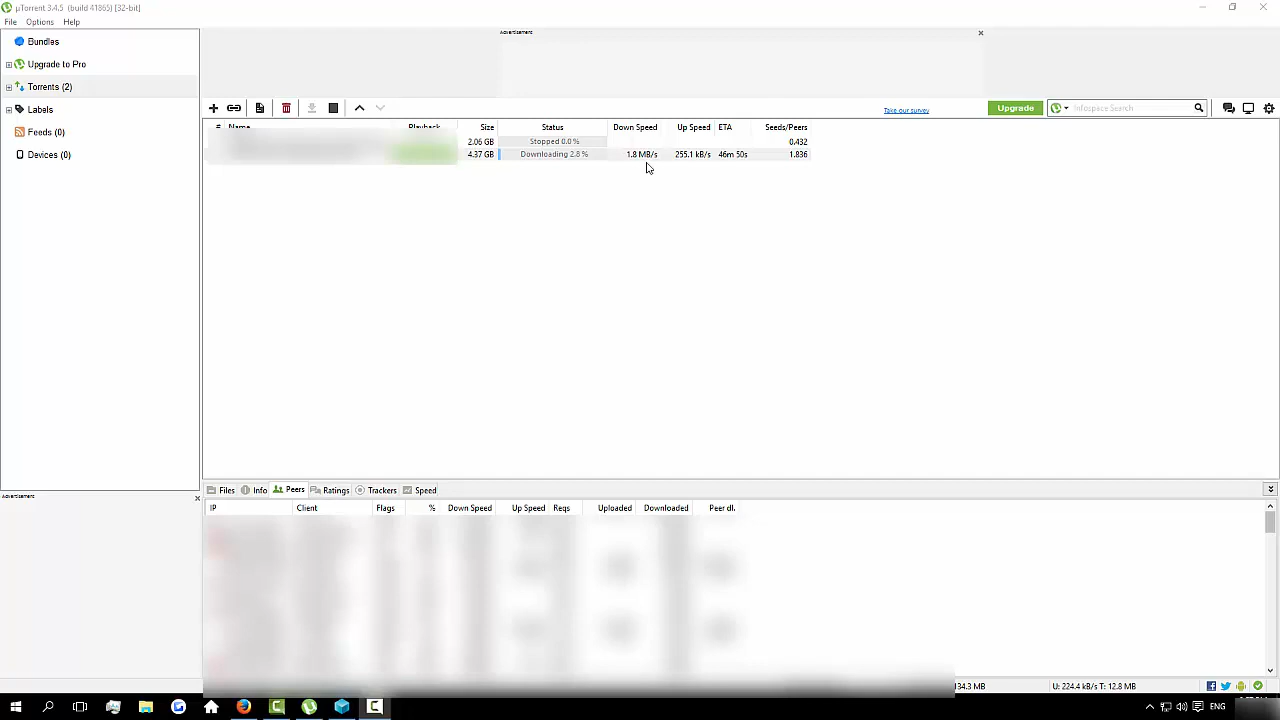 µTorrent 3.4.5 (build 41865) [32-bit]
File Options Help
Bundles
Upgrade to Pro
Torrents (2)
Labels
Feeds (0)
Devices (0)
Advertisement
Take our survey
Upgrade
Infospace Search
# Name Playback Size Status Down Speed Up Speed ETA Seeds/Peers
2.06 GB Stopped 0.0 % 0.432
4.37 GB Downloading 2.8 % 1.8 MB/s 255.1 kB/s 46m 50s 1.836
Advertisement
Files Info Peers Ratings Trackers Speed
IP Client Flags % Down Speed Up Speed Reqs Uploaded Downloaded Peer dl.
U: 224.4 kB/s T: 12.8 MB
ENG